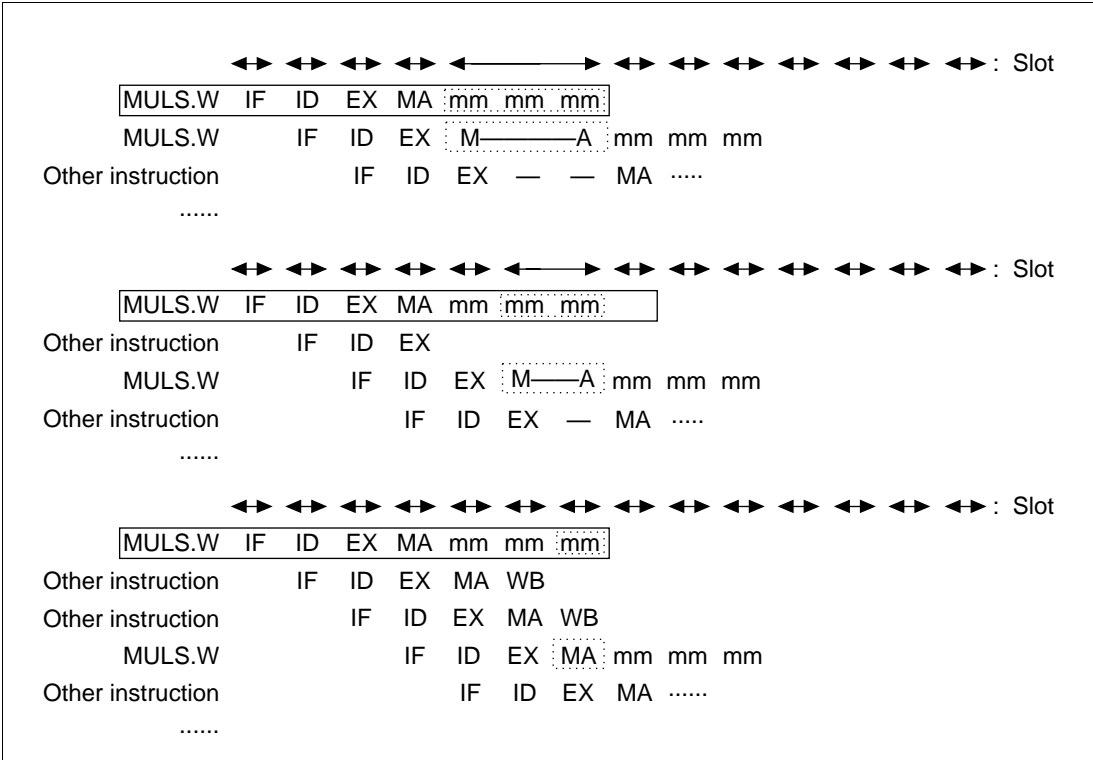 : Slot
MULS.W IF ID EX MA mm mm mm
MULS.W IF ID EX M————A mm mm mm
Other instruction IF ID EX — — MA ·····
······
: Slot
MULS.W IF ID EX MA mm mm mm
Other instruction IF ID EX
MULS.W IF ID EX M——A mm mm mm
Other instruction IF ID EX — MA ·····
······
: Slot
MULS.W IF ID EX MA mm mm mm
Other instruction IF ID EX MA WB
Other instruction IF ID EX MA WB
MULS.W IF ID EX MA mm mm mm
Other instruction IF ID EX MA ······
······